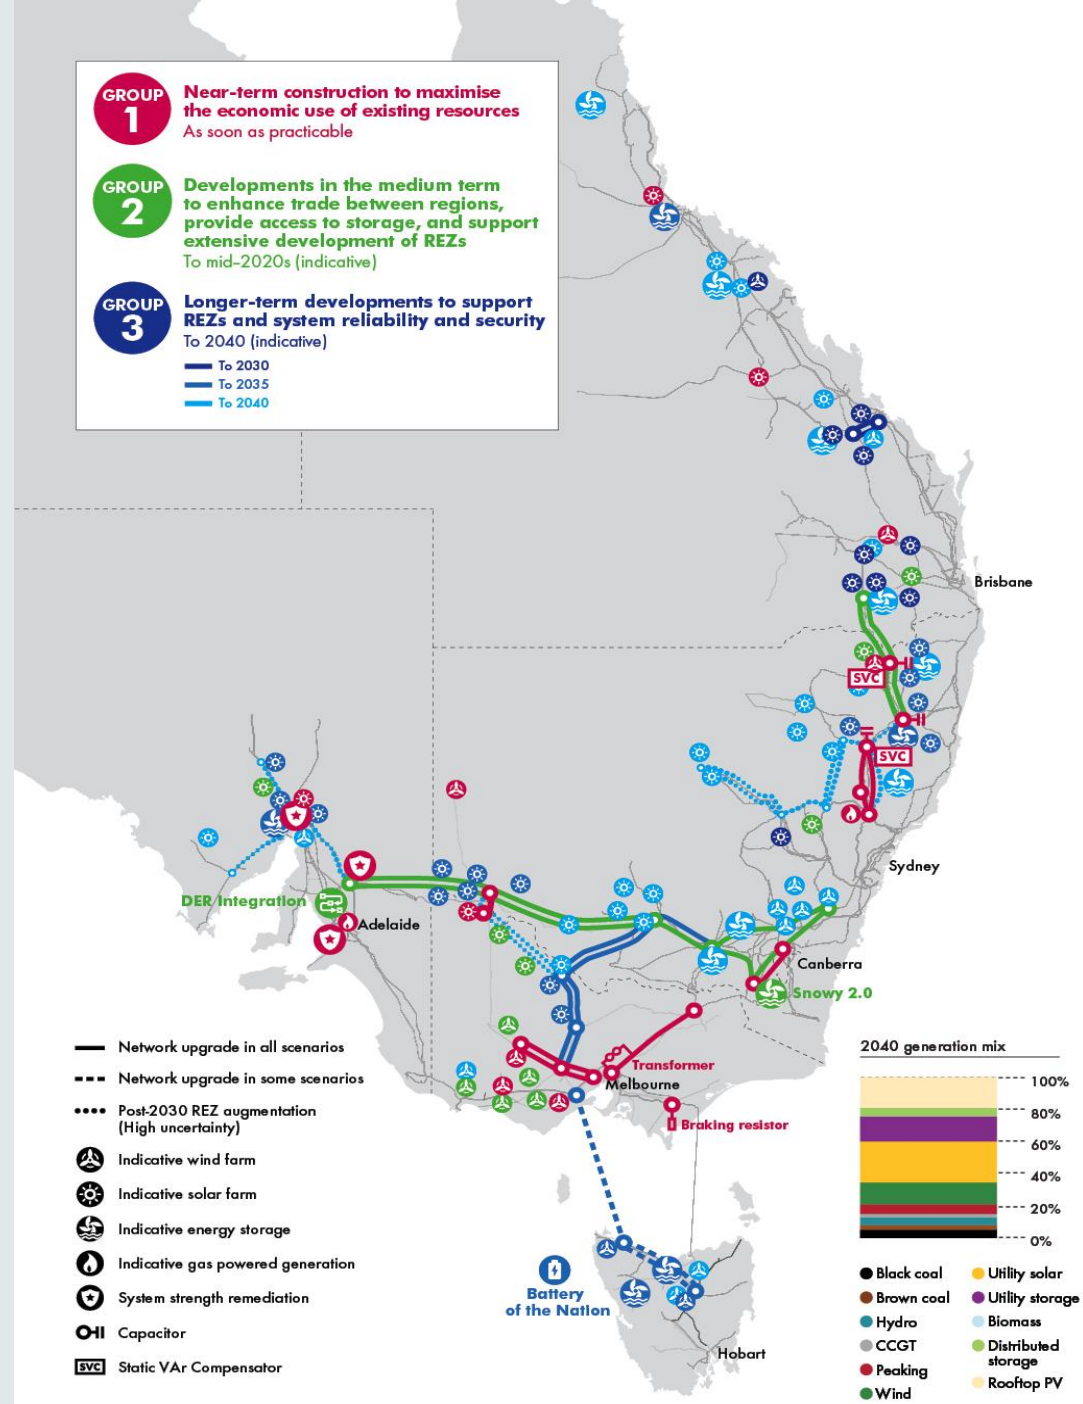 GROUP
1
Near-term construction to maximise
the economic use of existing resources
As soon as practicable
GROUP
2
Developments in the medium term
to enhance trade between regions,
provide access to storage, and support
extensive development of REZs
To mid–2020s (indicative)
GROUP
3
Longer-term developments to support
REZs and system reliability and security
To 2040 (indicative)
To 2030
To 2035
To 2040
Brisbane
SVC
SVC
Sydney
DER Integration
Adelaide
Canberra
Snowy 2.0
Transformer
Melbourne
Braking resistor
Battery
of the Nation
Hobart
Network upgrade in all scenarios
Network upgrade in some scenarios
Post-2030 REZ augmentation
(High uncertainty)
Indicative wind farm
Indicative solar farm
Indicative energy storage
Indicative gas powered generation
System strength remediation
Capacitor
SVC Static VAr Compensator
2040 generation mix
100%
80%
60%
40%
20%
0%
Black coal
Brown coal
Hydro
CCGT
Peaking
Wind
Utility solar
Utility storage
Biomass
Distributed
storage
Rooftop PV